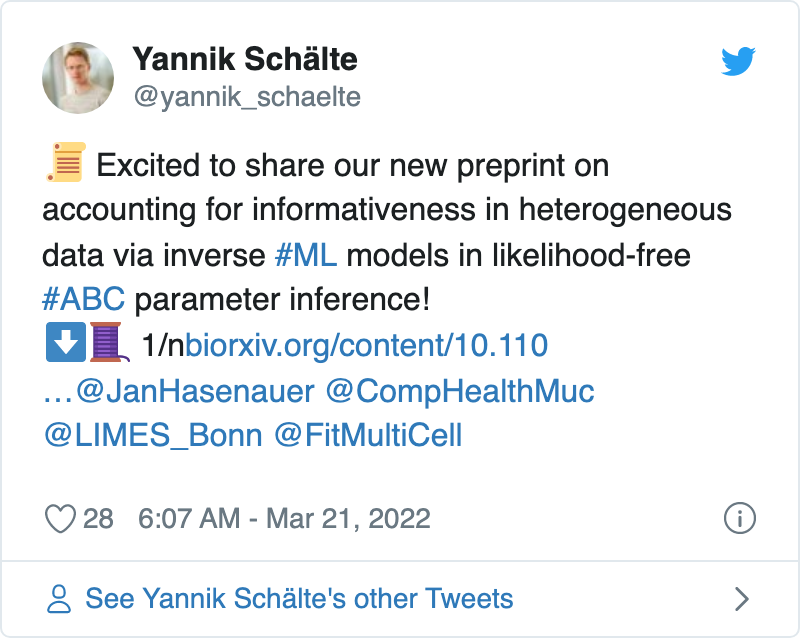 Yannik Schälte
@yannik_schaelte
📜 Excited to share our new preprint on
accounting for informativeness in heterogeneous
data via inverse #ML models in likelihood-free
#ABC parameter inference!
⬇️🧵 1/nbiorxiv.org/content/10.110
…@JanHasenauer @CompHealthMuc
@LIMES_Bonn @FitMultiCell
28 6:07 AM - Mar 21, 2022
See Yannik Schälte's other Tweets